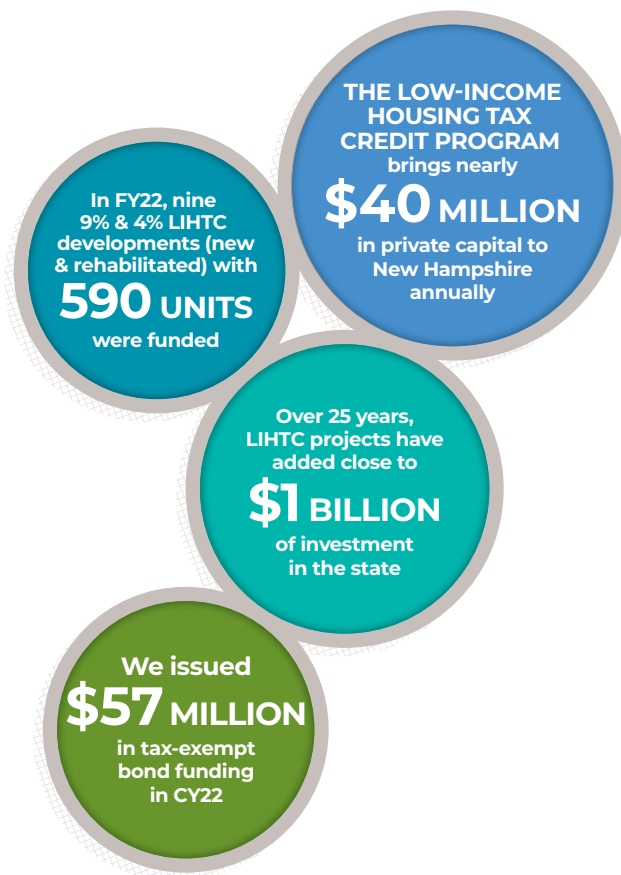 THE LOW-INCOME
HOUSING TAX
CREDIT PROGRAM
brings nearly
$40 MILLION
in private capital to
New Hampshire
annually
In FY22, nine
9% & 4% LIHTC
developments (new
& rehabilitated) with
590 UNITS
were funded
Over 25 years,
LIHTC projects have
added close to
$1 BILLION
of investment
in the state
We issued
$57 MILLION
in tax-exempt
bond funding
in CY22